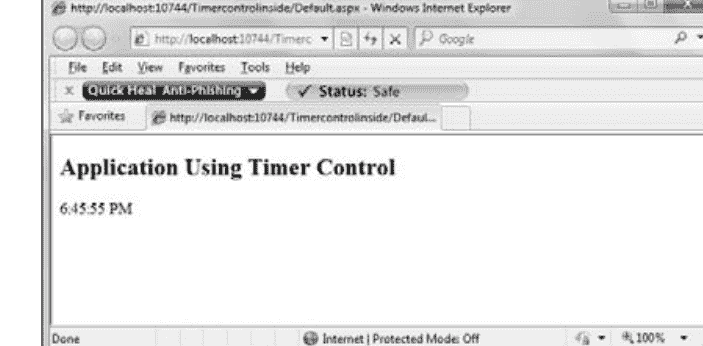 http://localhost:10744/Timercontrolinside/Default.aspx - Windows Internet Explorer
http://localhost:10744/Timerc Google
File Edit View Favorites Tools Help
x Quick Heal Anti-Phishing ✓ Status: Safe
Favorites http://localhost:10744/Timercontrolinside/Defaul...
Application Using Timer Control
6:45:55 PM
Done Internet | Protected Mode: Off 100%